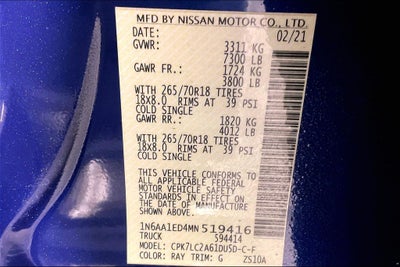 MFD BY NISSAN MOTOR CO., LTD.
DATE: 02/21
GVWR: 3311 KG
7300 LB
GAWR FR.: 1724 KG
3800 LB
WITH 265/70R18 TIRES
18x8.0 RIMS AT 39 PSI
COLD SINGLE
GAWR RR.: 1820 KG
4012 LB
WITH 265/70R18 TIRES
18x8.0 RIMS AT 39 PSI
COLD SINGLE
THIS VEHICLE CONFORMS TO
ALL APPLICABLE FEDERAL
MOTOR VEHICLE SAFETY
STANDARDS IN EFFECT ON
THE DATE OF MANUFACTURE
SHOWN ABOVE.
1N6AA1ED4MN519416
TRUCK 594414
MODEL: CPK7LC2A61DU5D-C-F
COLOR: RAY TRIM: G ZS10A